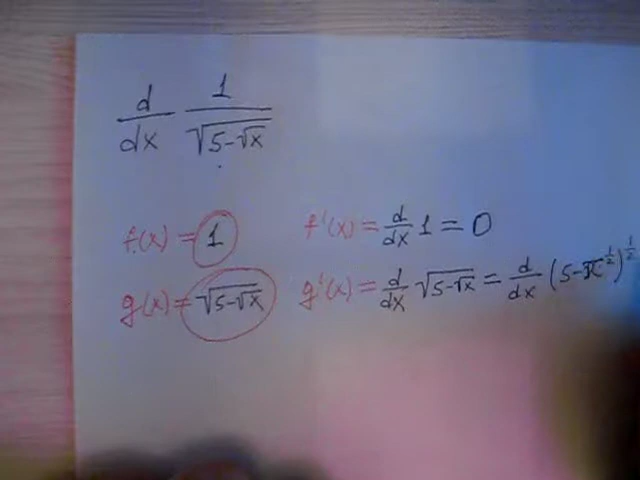 d/dx 1/√(5-√x)
f(x) = 1 f'(x) = d/dx 1 = 0
g(x) = √(5-√x) g'(x) = d/dx √(5-√x) = d/dx (5-x^(1/2))^(1/2)